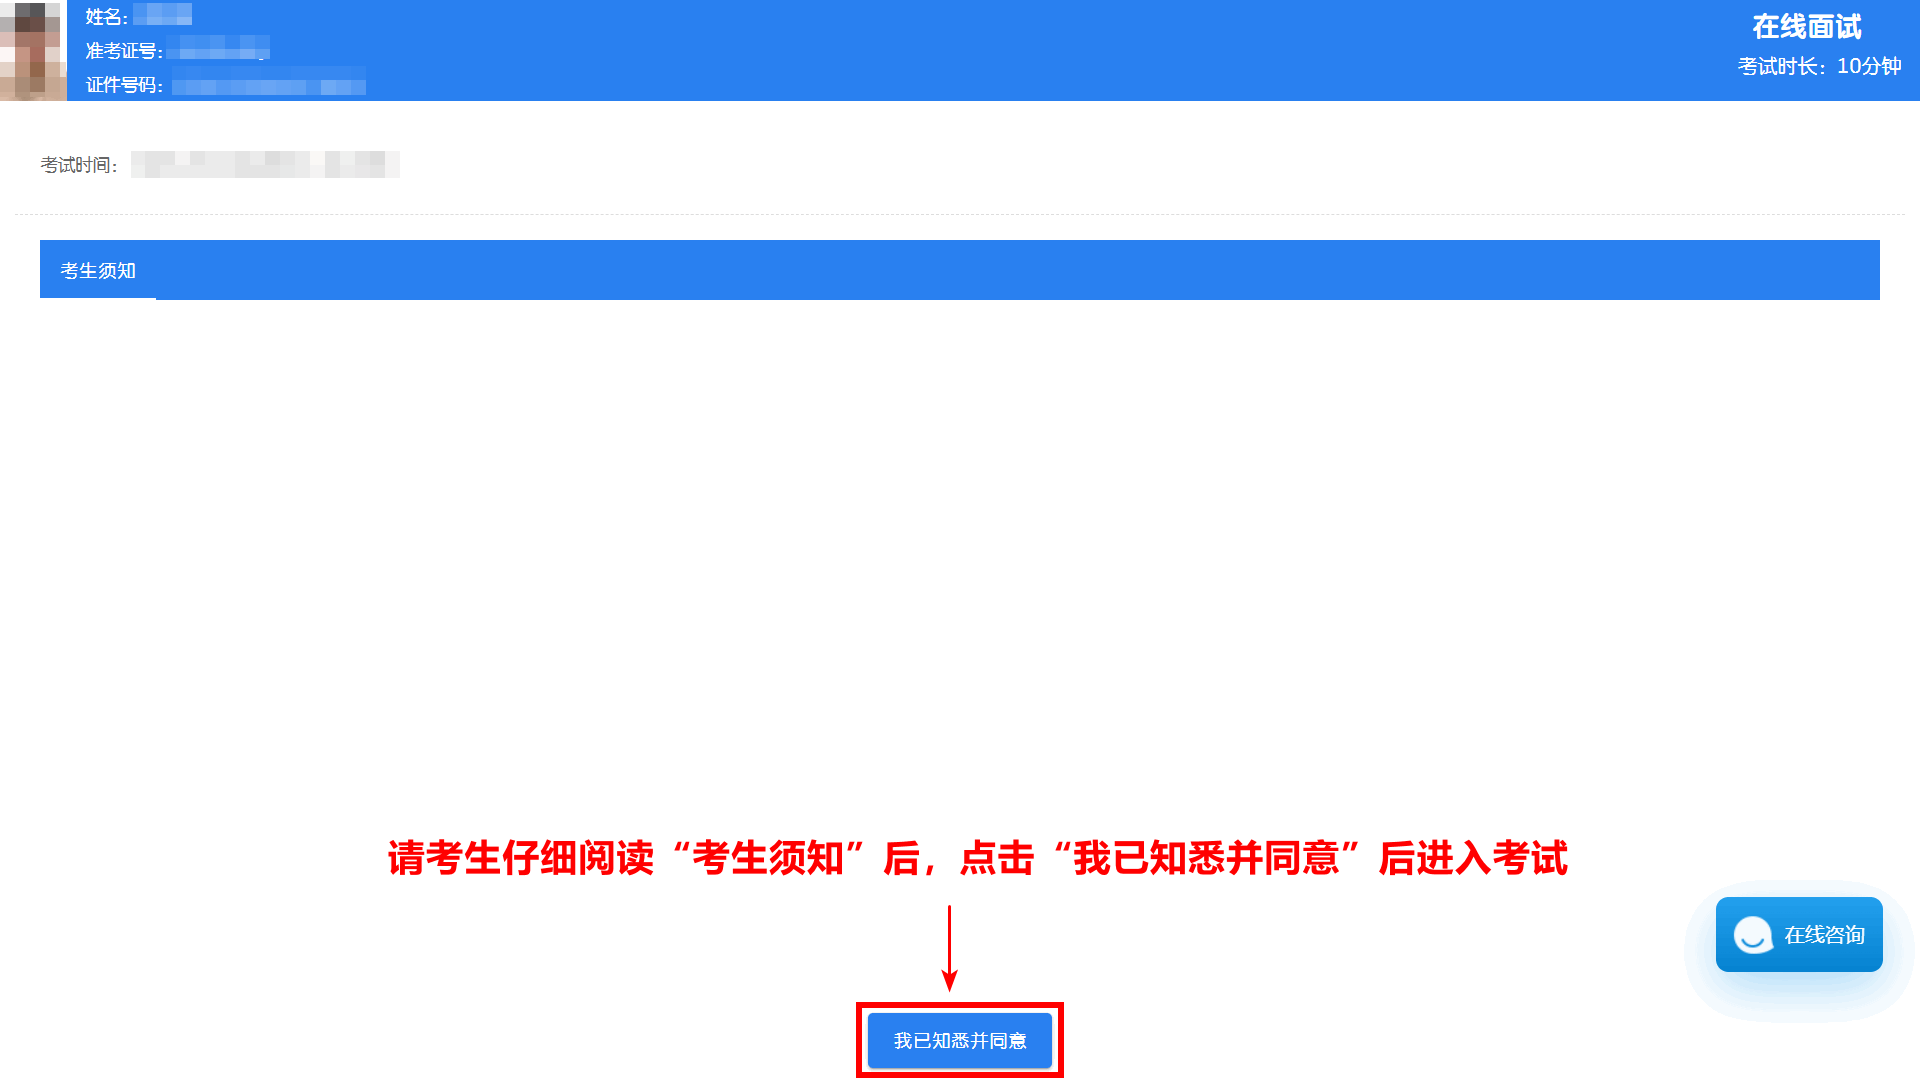 姓名:
准考证号:
证件号码:
在线面试
考试时长：10分钟
考试时间：
考生须知
请考生仔细阅读“考生须知”后，点击“我已知悉并同意”后进入考试
在线咨询
我已知悉并同意